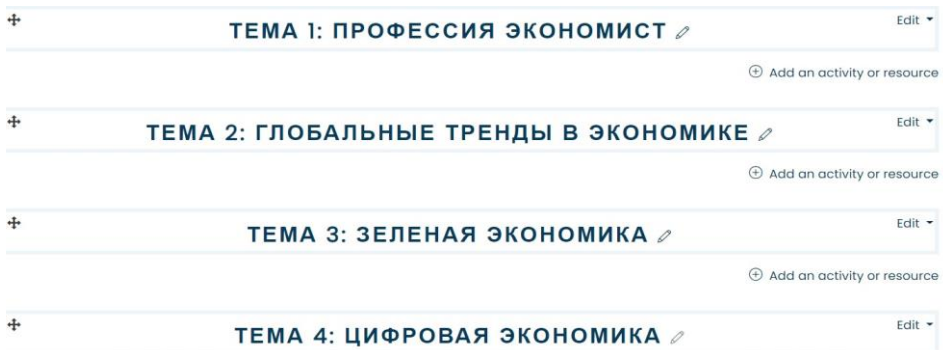 Edit
ТЕМА 1: ПРОФЕССИЯ ЭКОНОМИСТ
Add an activity or resource
Edit
ТЕМА 2: ГЛОБАЛЬНЫЕ ТРЕНДЫ В ЭКОНОМИКЕ
Add an activity or resource
Edit
ТЕМА 3: ЗЕЛЕНАЯ ЭКОНОМИКА
Add an activity or resource
Edit
ТЕМА 4: ЦИФРОВАЯ ЭКОНОМИКА